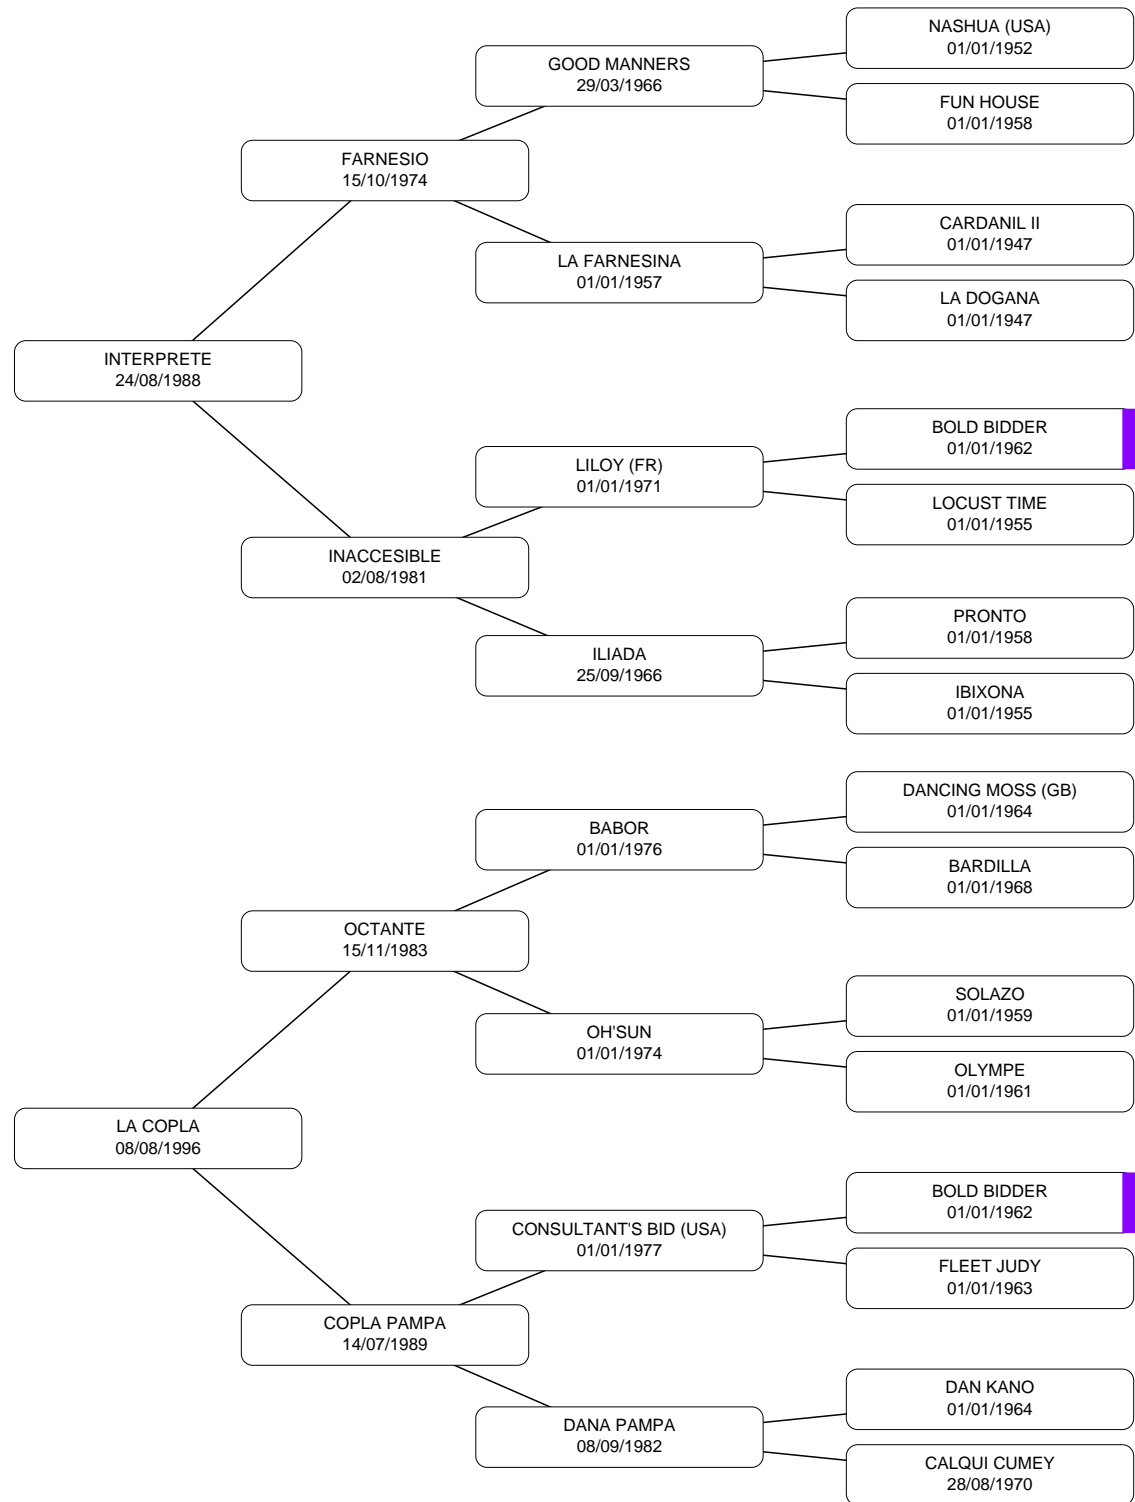 NASHUA (USA)
01/01/1952
GOOD MANNERS
29/03/1966
FUN HOUSE
01/01/1958
FARNESIO
15/10/1974
CARDANIL II
01/01/1947
LA FARNESINA
01/01/1957
LA DOGANA
01/01/1947
INTERPRETE
24/08/1988
BOLD BIDDER
01/01/1962
LILOY (FR)
01/01/1971
LOCUST TIME
01/01/1955
INACCESIBLE
02/08/1981
PRONTO
01/01/1958
ILIADA
25/09/1966
IBIXONA
01/01/1955
DANCING MOSS (GB)
01/01/1964
BABOR
01/01/1976
BARDILLA
01/01/1968
OCTANTE
15/11/1983
SOLAZO
01/01/1959
OH'SUN
01/01/1974
OLYMPE
01/01/1961
LA COPLA
08/08/1996
BOLD BIDDER
01/01/1962
CONSULTANT'S BID (USA)
01/01/1977
FLEET JUDY
01/01/1963
COPLA PAMPA
14/07/1989
DAN KANO
01/01/1964
DANA PAMPA
08/09/1982
CALQUI CUMEY
28/08/1970